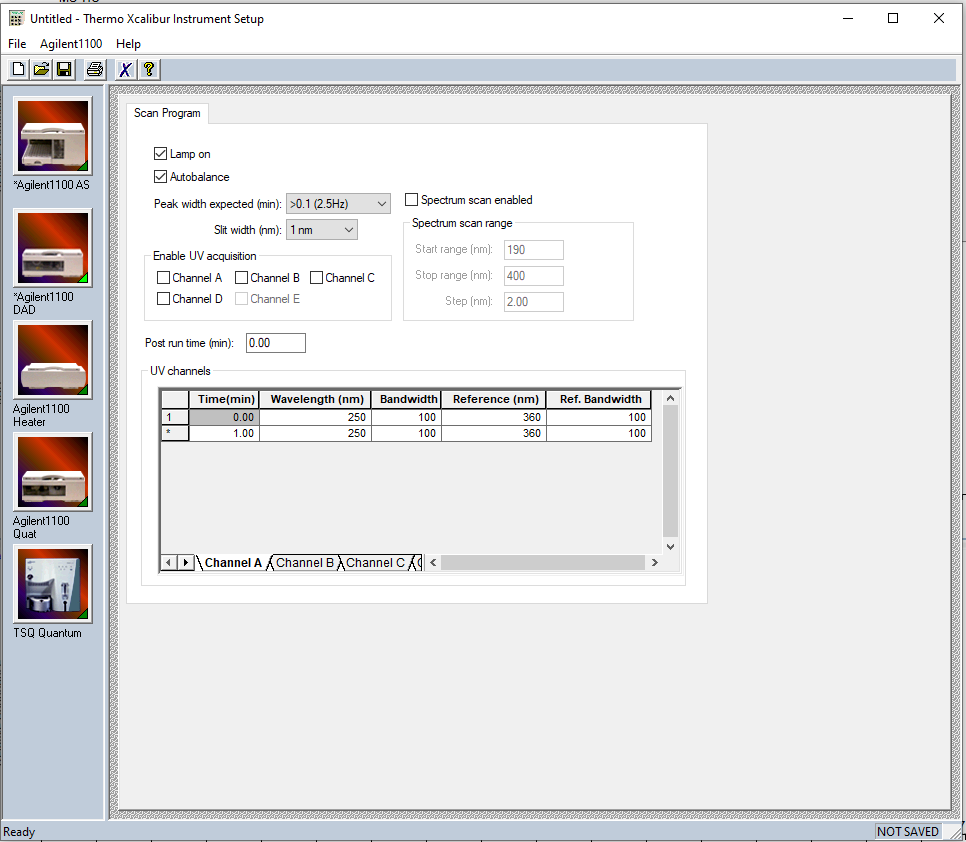 Untitled - Thermo Xcalibur Instrument Setup
File Agilent1100 Help
*Agilent1100 AS
*Agilent1100
DAD
Agilent1100
Heater
Agilent1100
Quat
TSQ Quantum
Scan Program
Lamp on
Autobalance
Peak width expected (min): >0.1 (2.5Hz)
Spectrum scan enabled
Slit width (nm): 1 nm
Spectrum scan range
Start range (nm): 190
Stop range (nm): 400
Step (nm): 2.00
Enable UV acquisition
Channel A Channel B Channel C
Channel D Channel E
Post run time (min): 0.00
UV channels
Time(min) Wavelength (nm) Bandwidth Reference (nm) Ref. Bandwidth
1 0.00 250 100 360 100
* 1.00 250 100 360 100
Channel A Channel B Channel C
Ready NOT SAVED